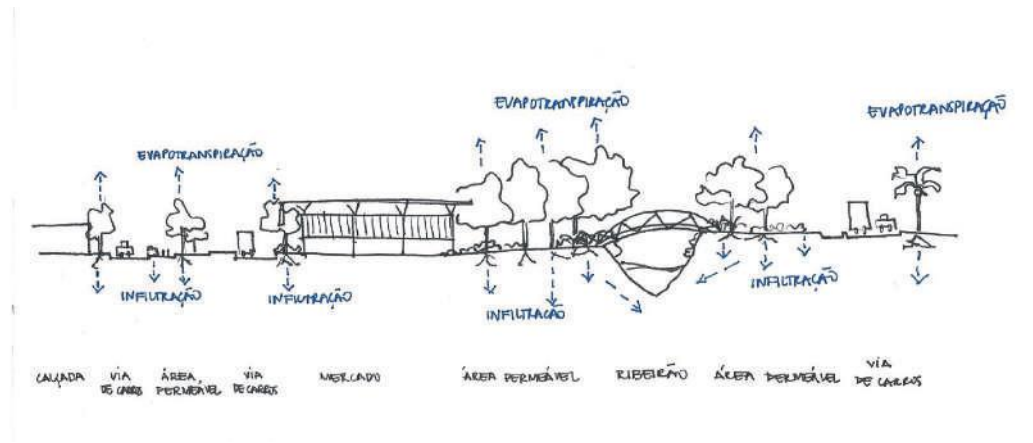 EVAPOTRANSPIRAÇÃO
EVAPOTRANSPIRAÇÃO
EVAPOTRANSPIRAÇÃO
INFILTRAÇÃO
INFILTRAÇÃO
INFILTRAÇÃO
INFILTRAÇÃO
CALÇADA
VIA
DE CARROS
ÁREA
PERMEÁVEL
VIA
DE CARROS
MERCADO
ÁREA PERMEÁVEL
RIBEIRÃO
ÁREA PERMEÁVEL
VIA
DE CARROS